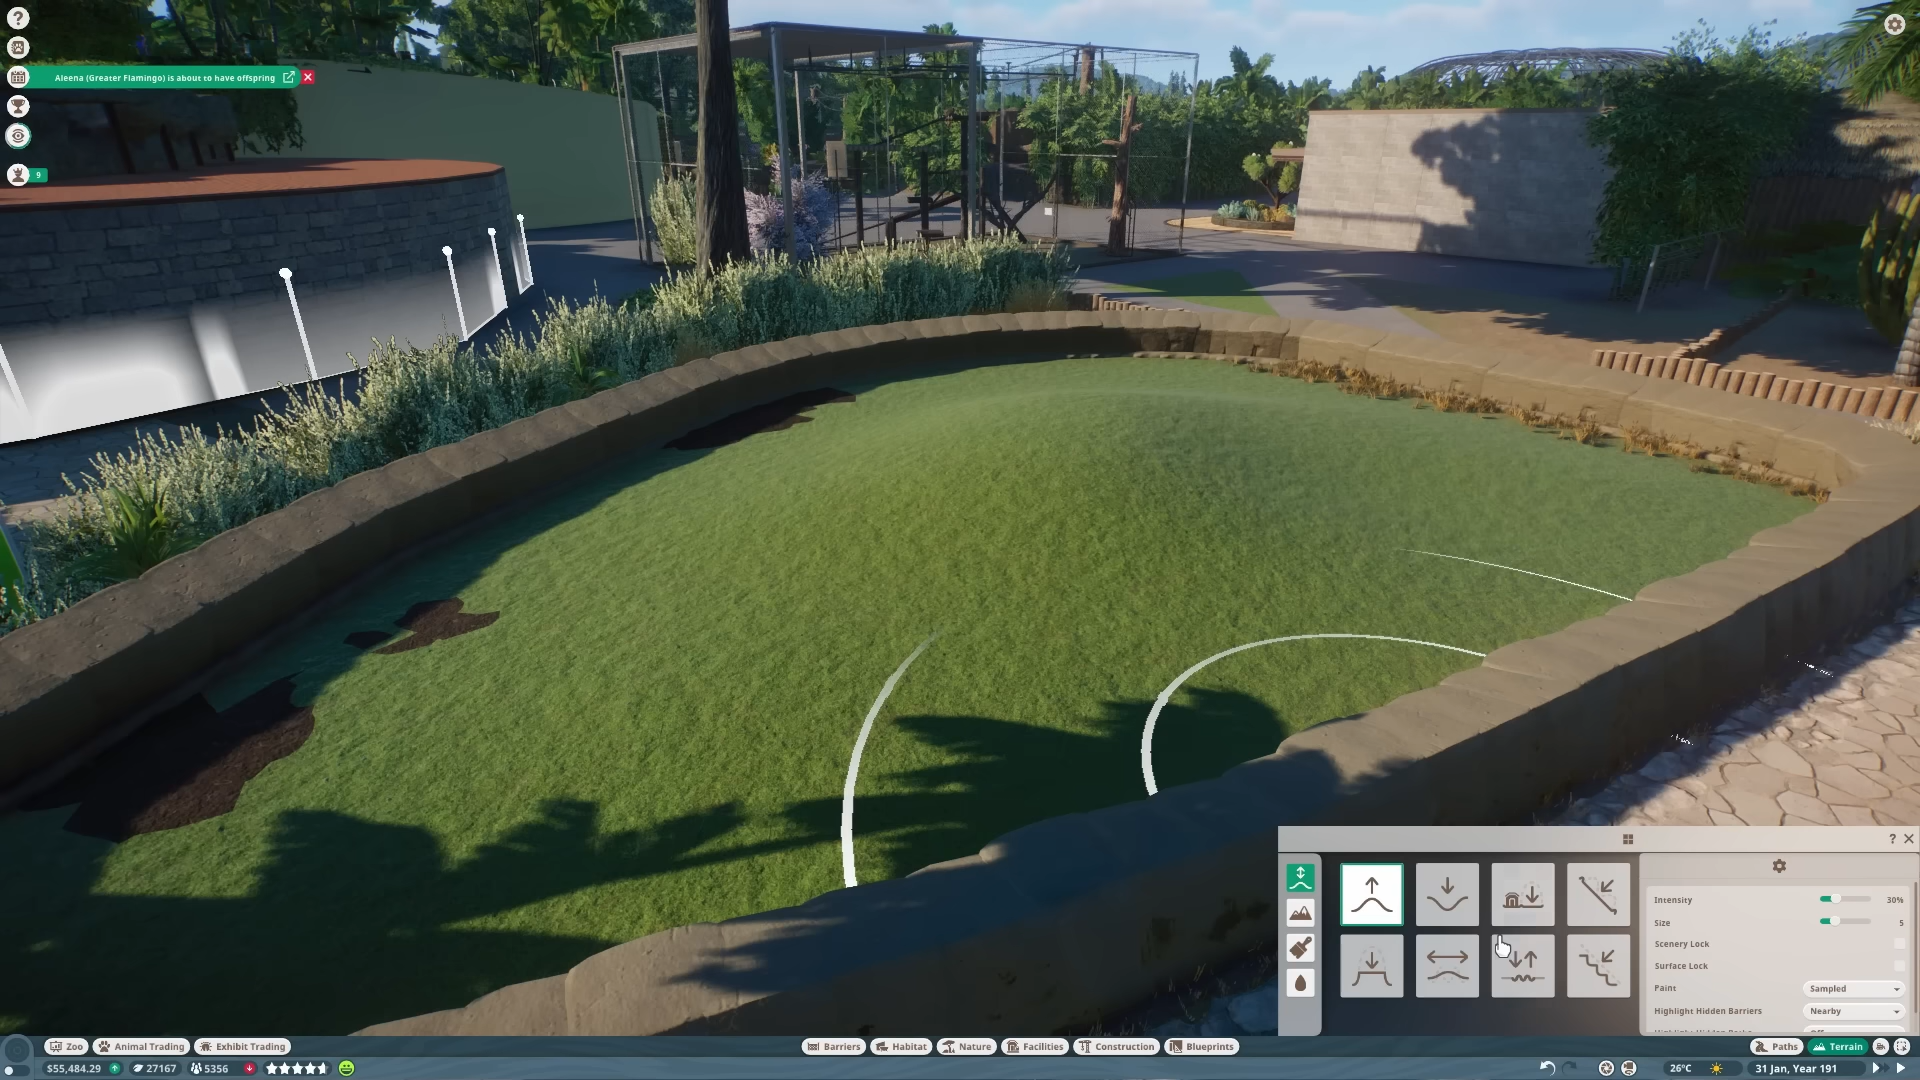 ?
Aleena (Greater Flamingo) is about to have offspring
9
?
Intensity 30%
Size 5
Scenery Lock
Surface Lock
Paint Sampled
Highlight Hidden Barriers Nearby
Zoo Animal Trading Exhibit Trading Barriers Habitat Nature Facilities Construction Blueprints Paths Terrain
$55,484.29 27167 5356 26°C 31 Jan, Year 191